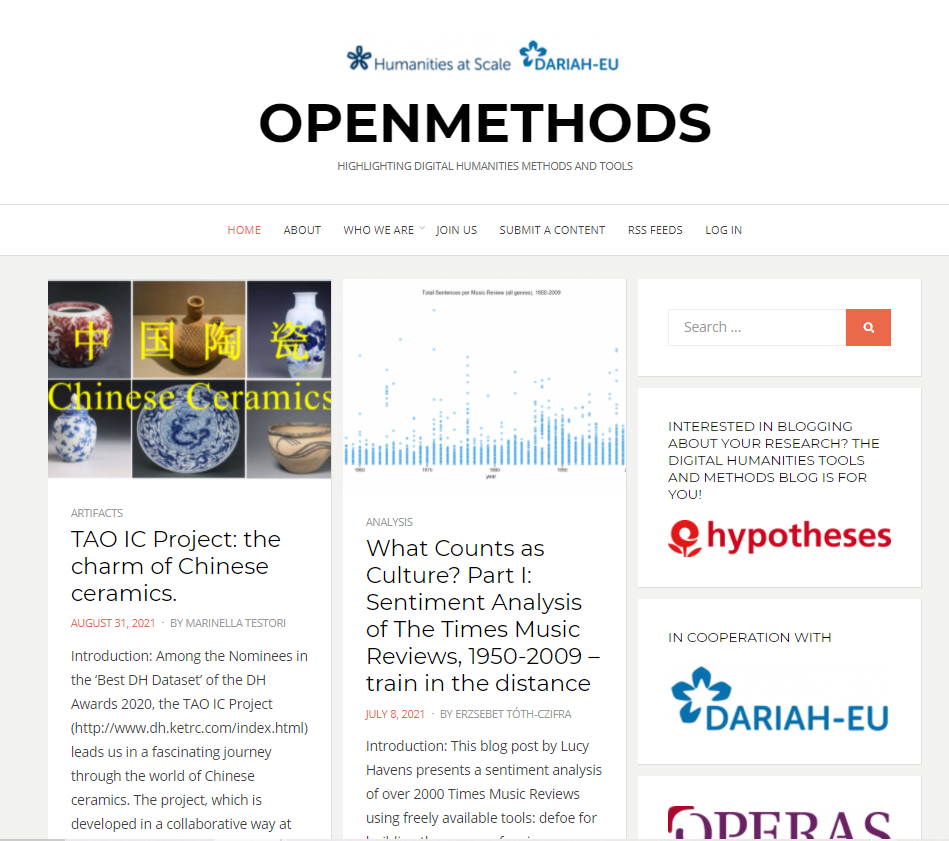 Humanities at Scale DARIAH-EU
OPENMETHODS
HIGHLIGHTING DIGITAL HUMANITIES METHODS AND TOOLS
HOME ABOUT WHO WE ARE JOIN US SUBMIT A CONTENT RSS FEEDS LOG IN
中国陶瓷
Chinese Ceramics
ARTIFACTS
TAO IC Project: the
charm of Chinese
ceramics.
AUGUST 31, 2021 · BY MARINELLA TESTORI
Introduction: Among the Nominees in
the ‘Best DH Dataset’ of the DH
Awards 2020, the TAO IC Project
(http://www.dh.ketrc.com/index.html)
leads us in a fascinating journey
through the world of Chinese
ceramics. The project, which is
developed in a collaborative way at
Total Sentences per Music Review (all genres), 1950-2009
1960 1970 1980 1990
year
ANALYSIS
What Counts as
Culture? Part I:
Sentiment Analysis
of The Times Music
Reviews, 1950-2009 –
train in the distance
JULY 8, 2021 · BY ERZSEBET TÓTH-CZIFRA
Introduction: This blog post by Lucy
Havens presents a sentiment analysis
of over 2000 Times Music Reviews
using freely available tools: defoe for
Search ...
INTERESTED IN BLOGGING
ABOUT YOUR RESEARCH? THE
DIGITAL HUMANITIES TOOLS
AND METHODS BLOG IS FOR
YOU!
hypotheses
IN COOPERATION WITH
DARIAH-EU
OPERAS